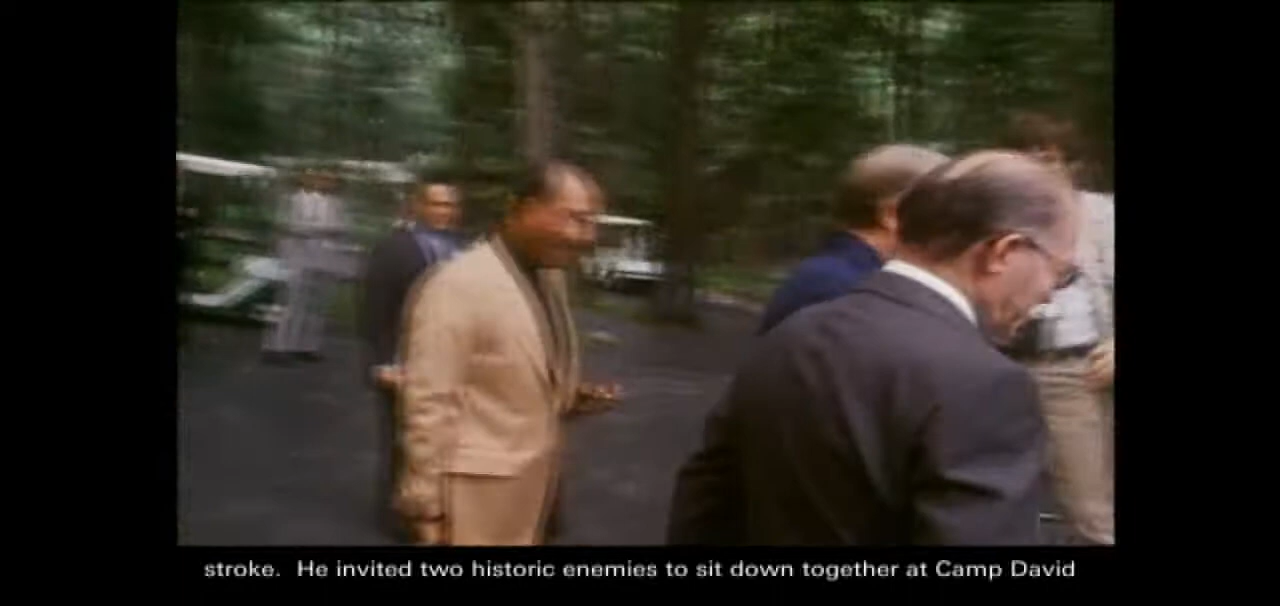 stroke.  He invited two historic enemies to sit down together at Camp David